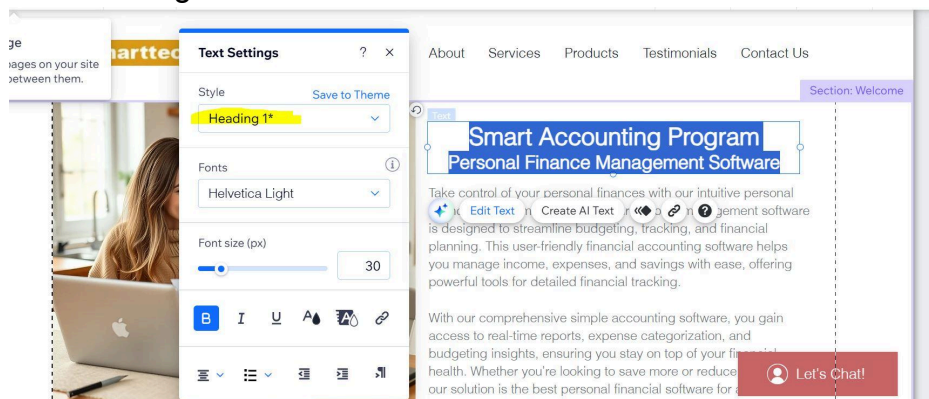 ge
pages on your site
between them.
arttec
About Services Products Testimonials Contact Us
Section: Welcome
Text Settings ? ×
Style Save to Theme
Heading 1*
Fonts
Helvetica Light
Font size (px)
30
B I U
Text
Smart Accounting Program
Personal Finance Management Software
Take control of your personal finances with our intuitive personal
Edit Text Create AI Text management software
is designed to streamline budgeting, tracking, and financial
planning. This user-friendly financial accounting software helps
you manage income, expenses, and savings with ease, offering
powerful tools for detailed financial tracking.
With our comprehensive simple accounting software, you gain
access to real-time reports, expense categorization, and
budgeting insights, ensuring you stay on top of your financial
health. Whether you're looking to save more or reduce
our solution is the best personal financial software for
Let's Chat!